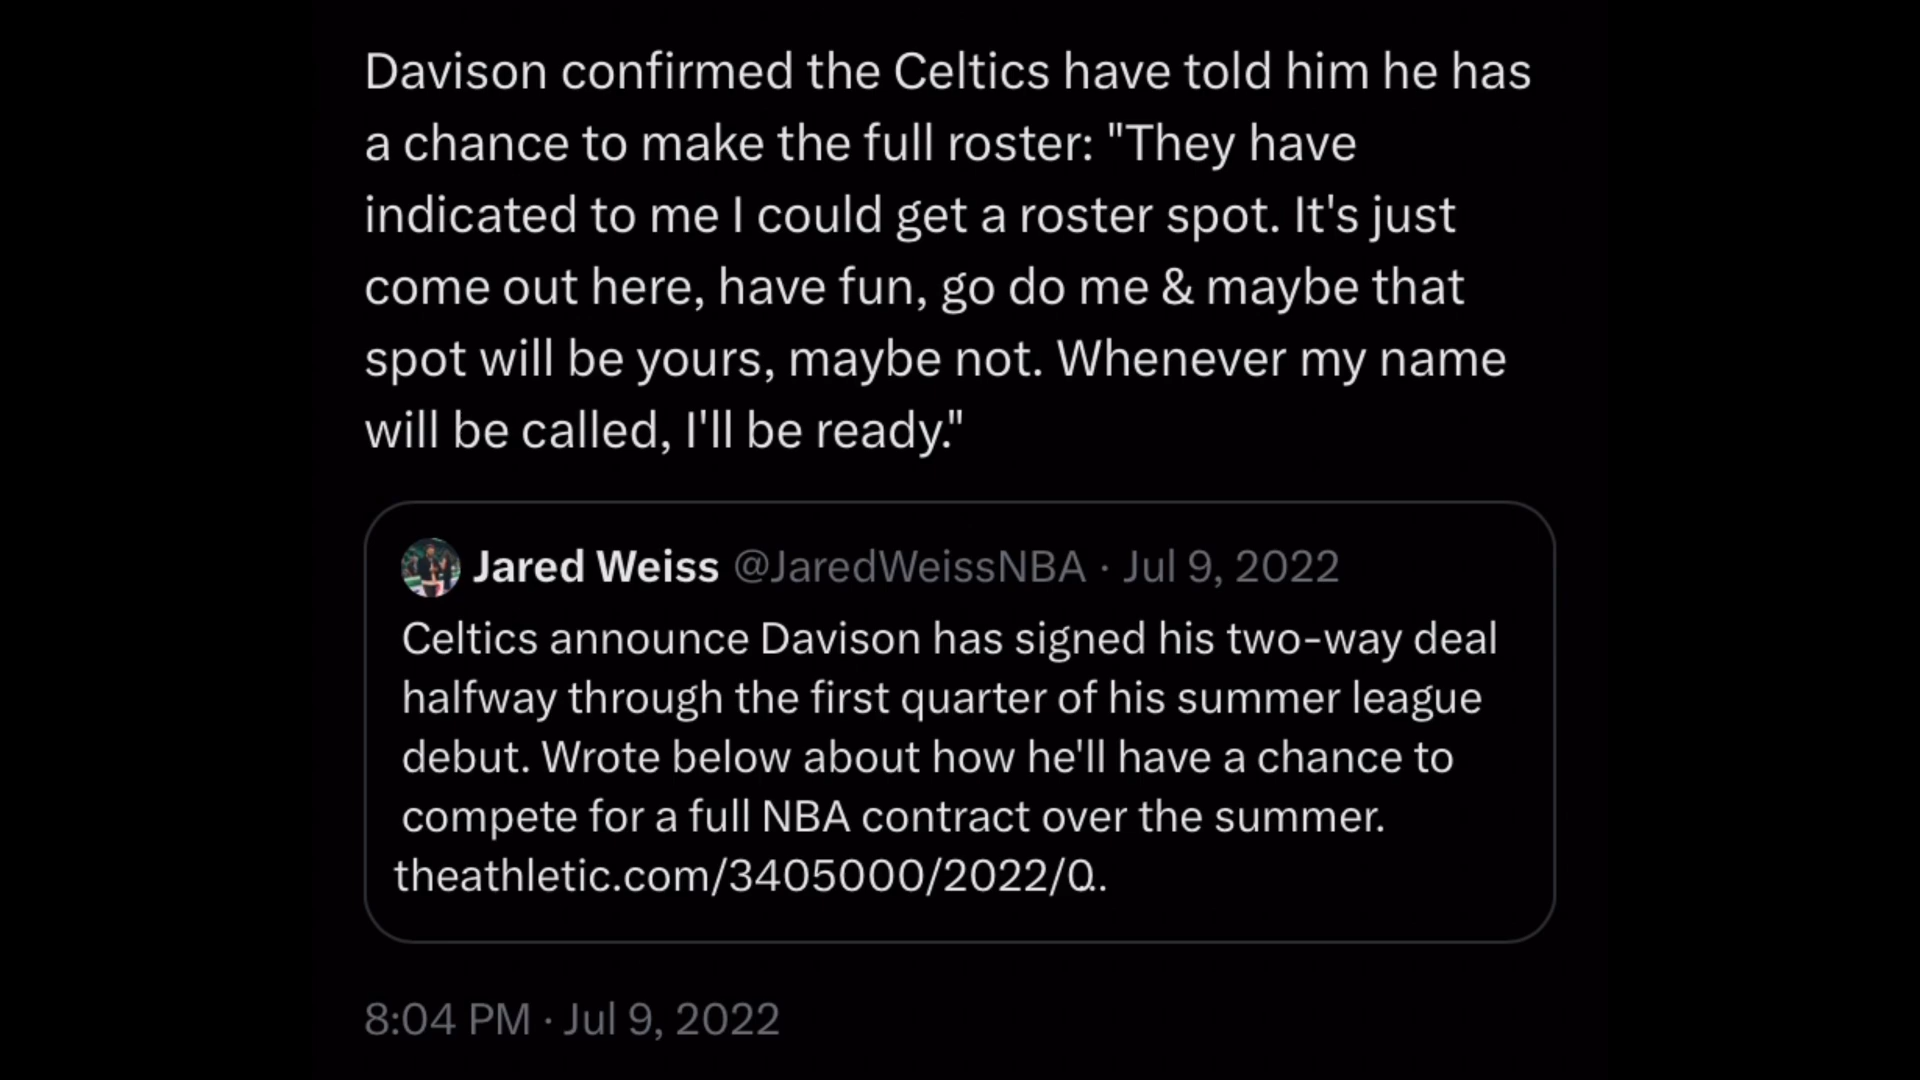 Davison confirmed the Celtics have told him he has
a chance to make the full roster: "They have
indicated to me I could get a roster spot. It's just
come out here, have fun, go do me & maybe that
spot will be yours, maybe not. Whenever my name
will be called, I'll be ready."
Jared Weiss @JaredWeissNBA · Jul 9, 2022
Celtics announce Davison has signed his two-way deal
halfway through the first quarter of his summer league
debut. Wrote below about how he'll have a chance to
compete for a full NBA contract over the summer.
theathletic.com/3405000/2022/0…
8:04 PM · Jul 9, 2022